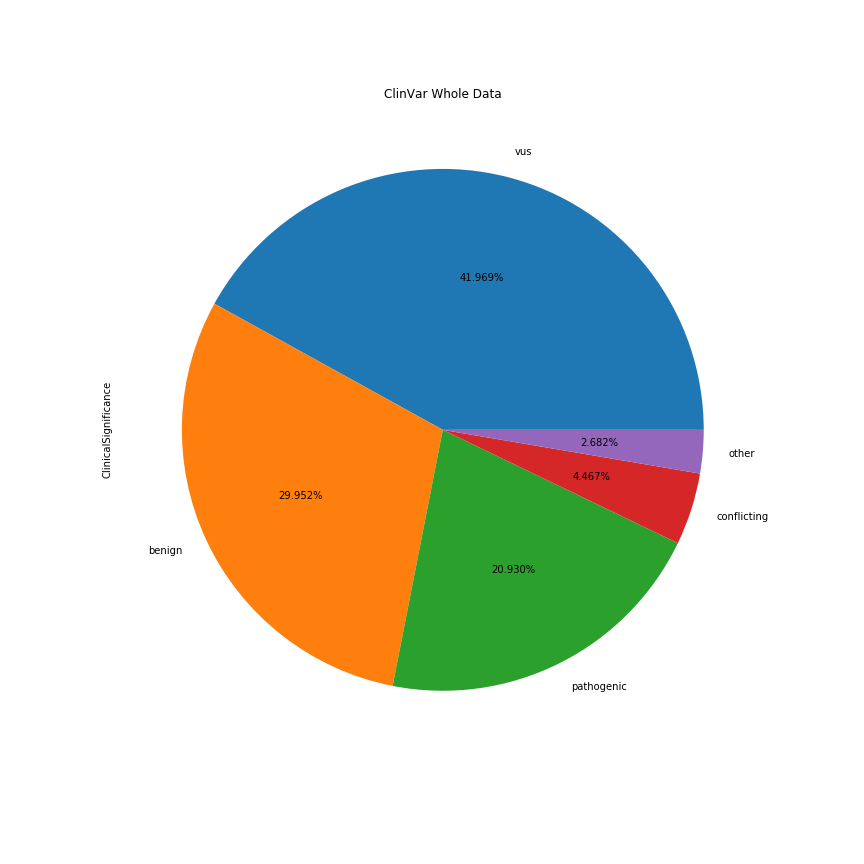 ClinVar Whole Data
vus
41.969%
ClinicalSignificance
29.952%
benign
20.930%
pathogenic
4.467%
conflicting
2.682%
other